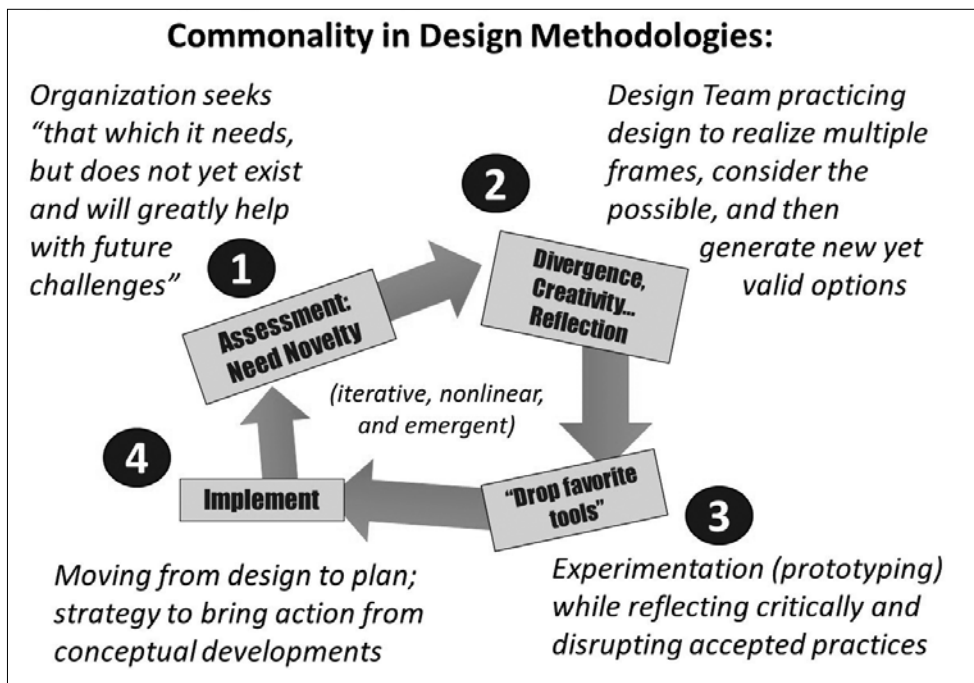 Commonality in Design Methodologies:
Organization seeks
“that which it needs,
but does not yet exist
and will greatly help
with future
challenges”
1
Assessment:
Need Novelty
2
Design Team practicing
design to realize multiple
frames, consider the
possible, and then
generate new yet
valid options
Divergence,
Creativity...
Reflection
(iterative, nonlinear,
and emergent)
“Drop favorite
tools”
3
Experimentation (prototyping)
while reflecting critically and
disrupting accepted practices
4
Implement
Moving from design to plan;
strategy to bring action from
conceptual developments